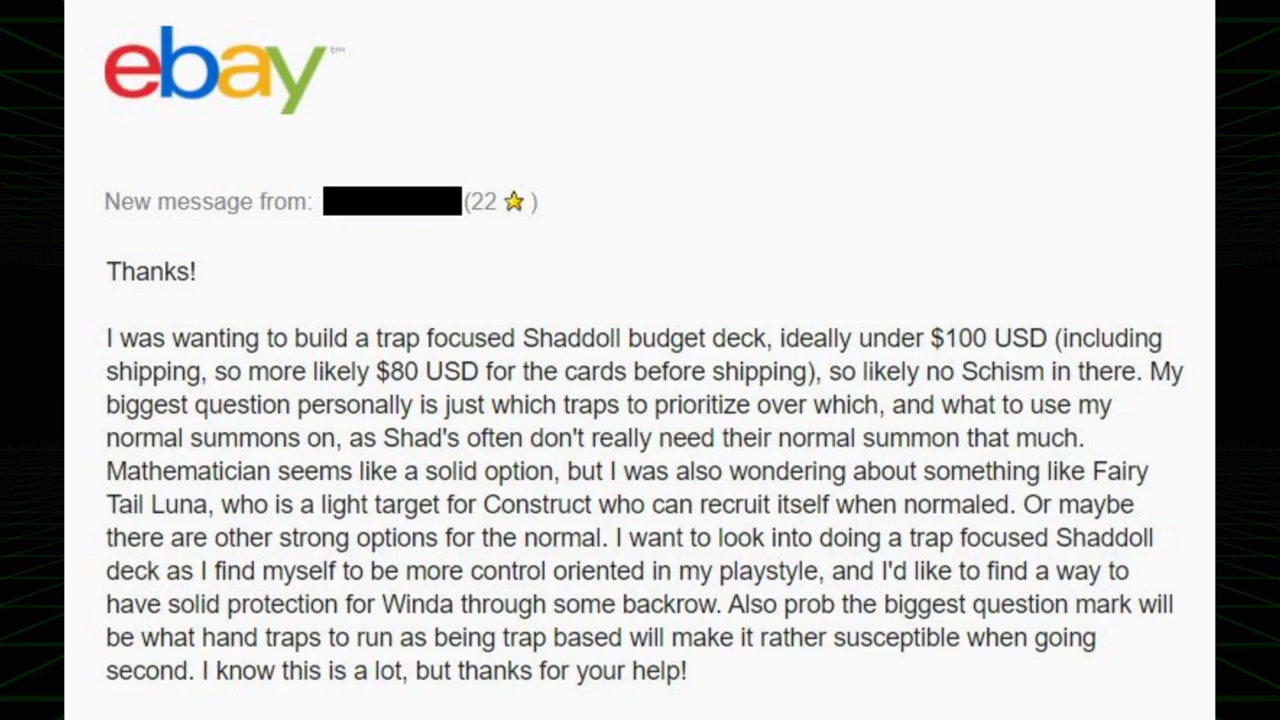 ebay™
New message from: (22 ⭐ )
Thanks!
I was wanting to build a trap focused Shaddoll budget deck, ideally under $100 USD (including
shipping, so more likely $80 USD for the cards before shipping), so likely no Schism in there. My
biggest question personally is just which traps to prioritize over which, and what to use my
normal summons on, as Shad's often don't really need their normal summon that much.
Mathematician seems like a solid option, but I was also wondering about something like Fairy
Tail Luna, who is a light target for Construct who can recruit itself when normaled. Or maybe
there are other strong options for the normal. I want to look into doing a trap focused Shaddoll
deck as I find myself to be more control oriented in my playstyle, and I'd like to find a way to
have solid protection for Winda through some backrow. Also prob the biggest question mark will
be what hand traps to run as being trap based will make it rather susceptible when going
second. I know this is a lot, but thanks for your help!